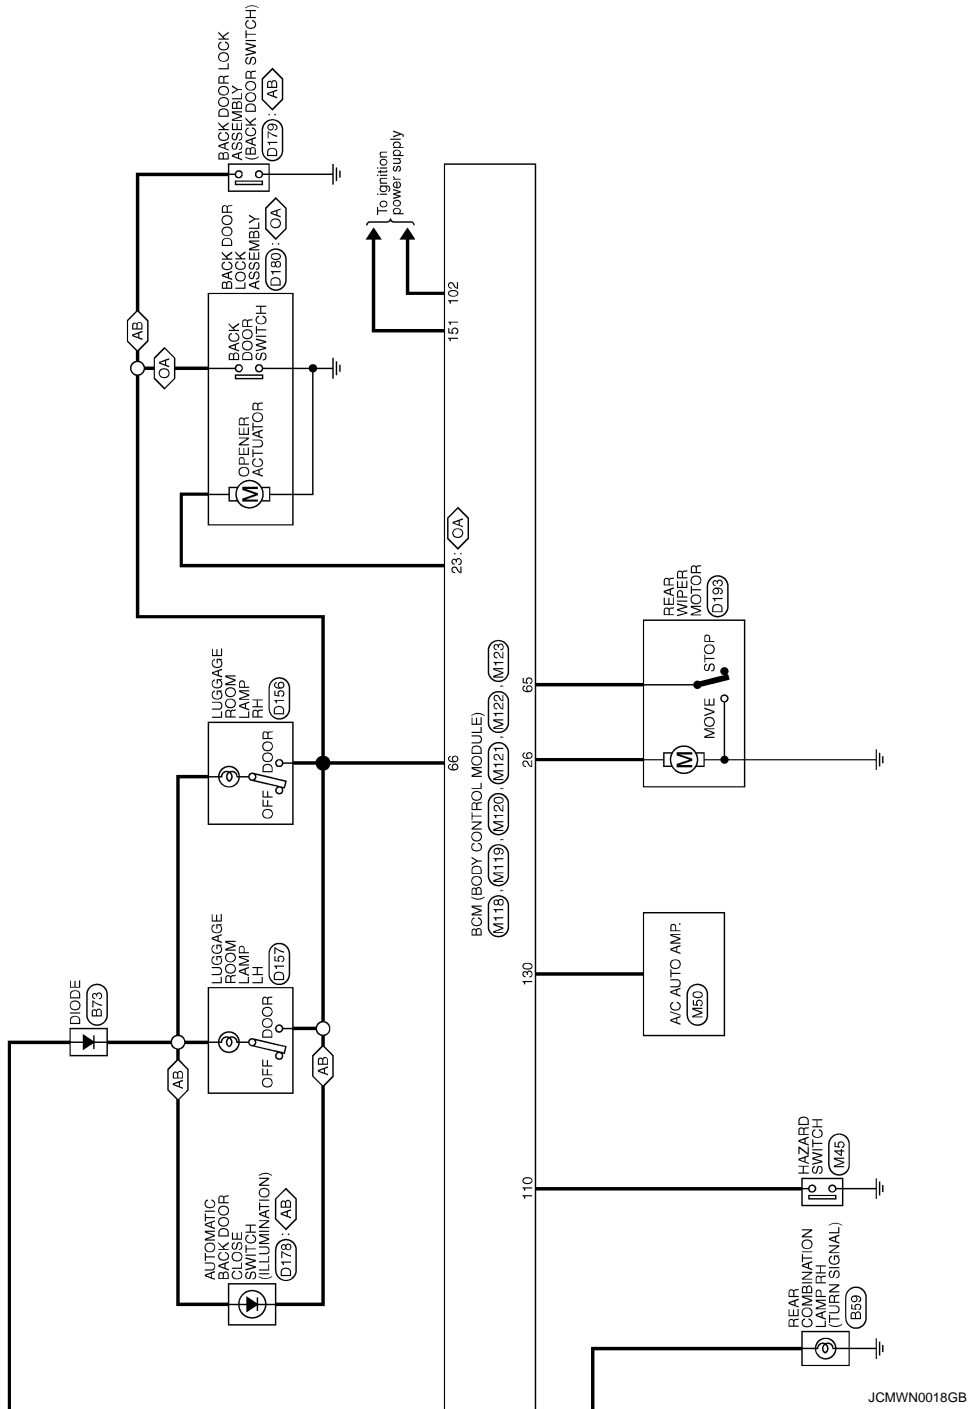 BACK DOOR LOCK
ASSEMBLY
(BACK DOOR SWITCH)
D179 : AB
BACK DOOR
LOCK
ASSEMBLY
D180 : OA
To ignition
power supply
AB
OA
BACK
DOOR
SWITCH
OPENER
ACTUATOR
M
151
102
23: OA
LUGGAGE
ROOM
LAMP
RH
D156
OFF
DOOR
66
BCM (BODY CONTROL MODULE)
M118 , M119 , M120 , M121 , M122 , M123
65
26
REAR
WIPER
MOTOR
D193
STOP
MOVE
M
DIODE
B73
LUGGAGE
ROOM
LAMP
LH
D157
OFF
DOOR
AB
AB
130
A/C AUTO AMP.
M50
AUTOMATIC
BACK DOOR
CLOSE
SWITCH
(ILLUMINATION)
D178 : AB
110
HAZARD
SWITCH
M45
REAR
COMBINATION
LAMP RH
(TURN SIGNAL)
B59
JCMWN0018GB